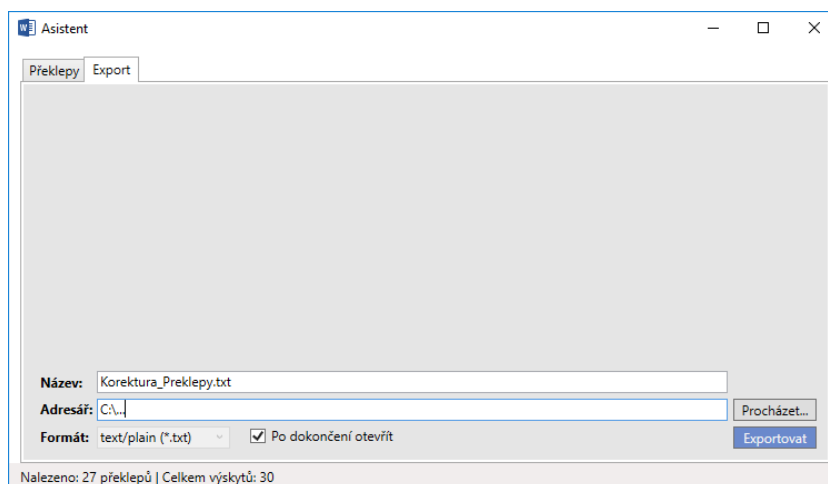 Asistent
Překlepy Export
Název: Korektura_Preklepy.txt
Adresář: C:\... Procházet...
Formát: text/plain (*.txt) Po dokončení otevřít Exportovat
Nalezeno: 27 překlepů | Celkem výskytů: 30